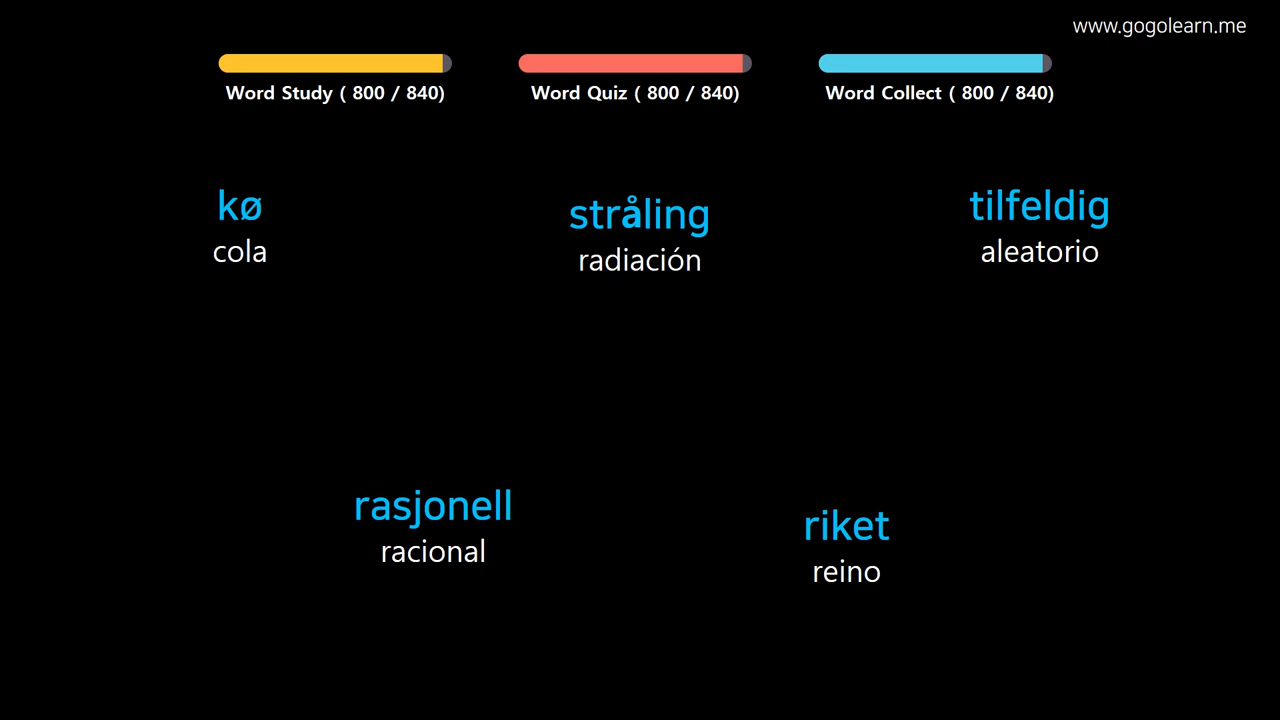 www.gogolearn.me
Word Study ( 800 / 840)
Word Quiz ( 800 / 840)
Word Collect ( 800 / 840)
kø
cola
stråling
radiación
tilfeldig
aleatorio
rasjonell
racional
riket
reino